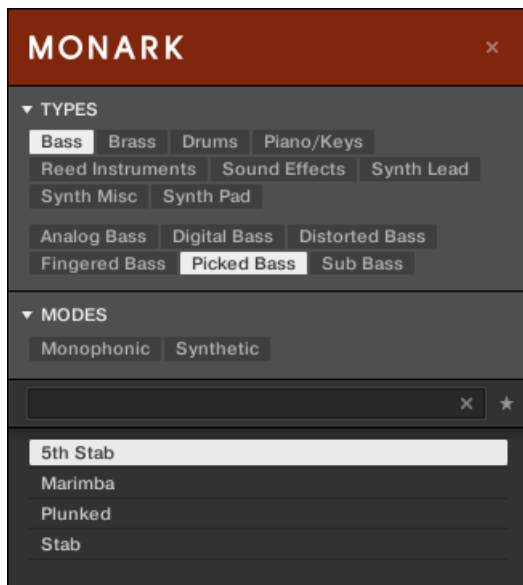 MONARK
TYPES
Bass Brass Drums Piano/Keys
Reed Instruments Sound Effects Synth Lead
Synth Misc Synth Pad
Analog Bass Digital Bass Distorted Bass
Fingered Bass Picked Bass Sub Bass
MODES
Monophonic Synthetic
5th Stab
Marimba
Plunked
Stab